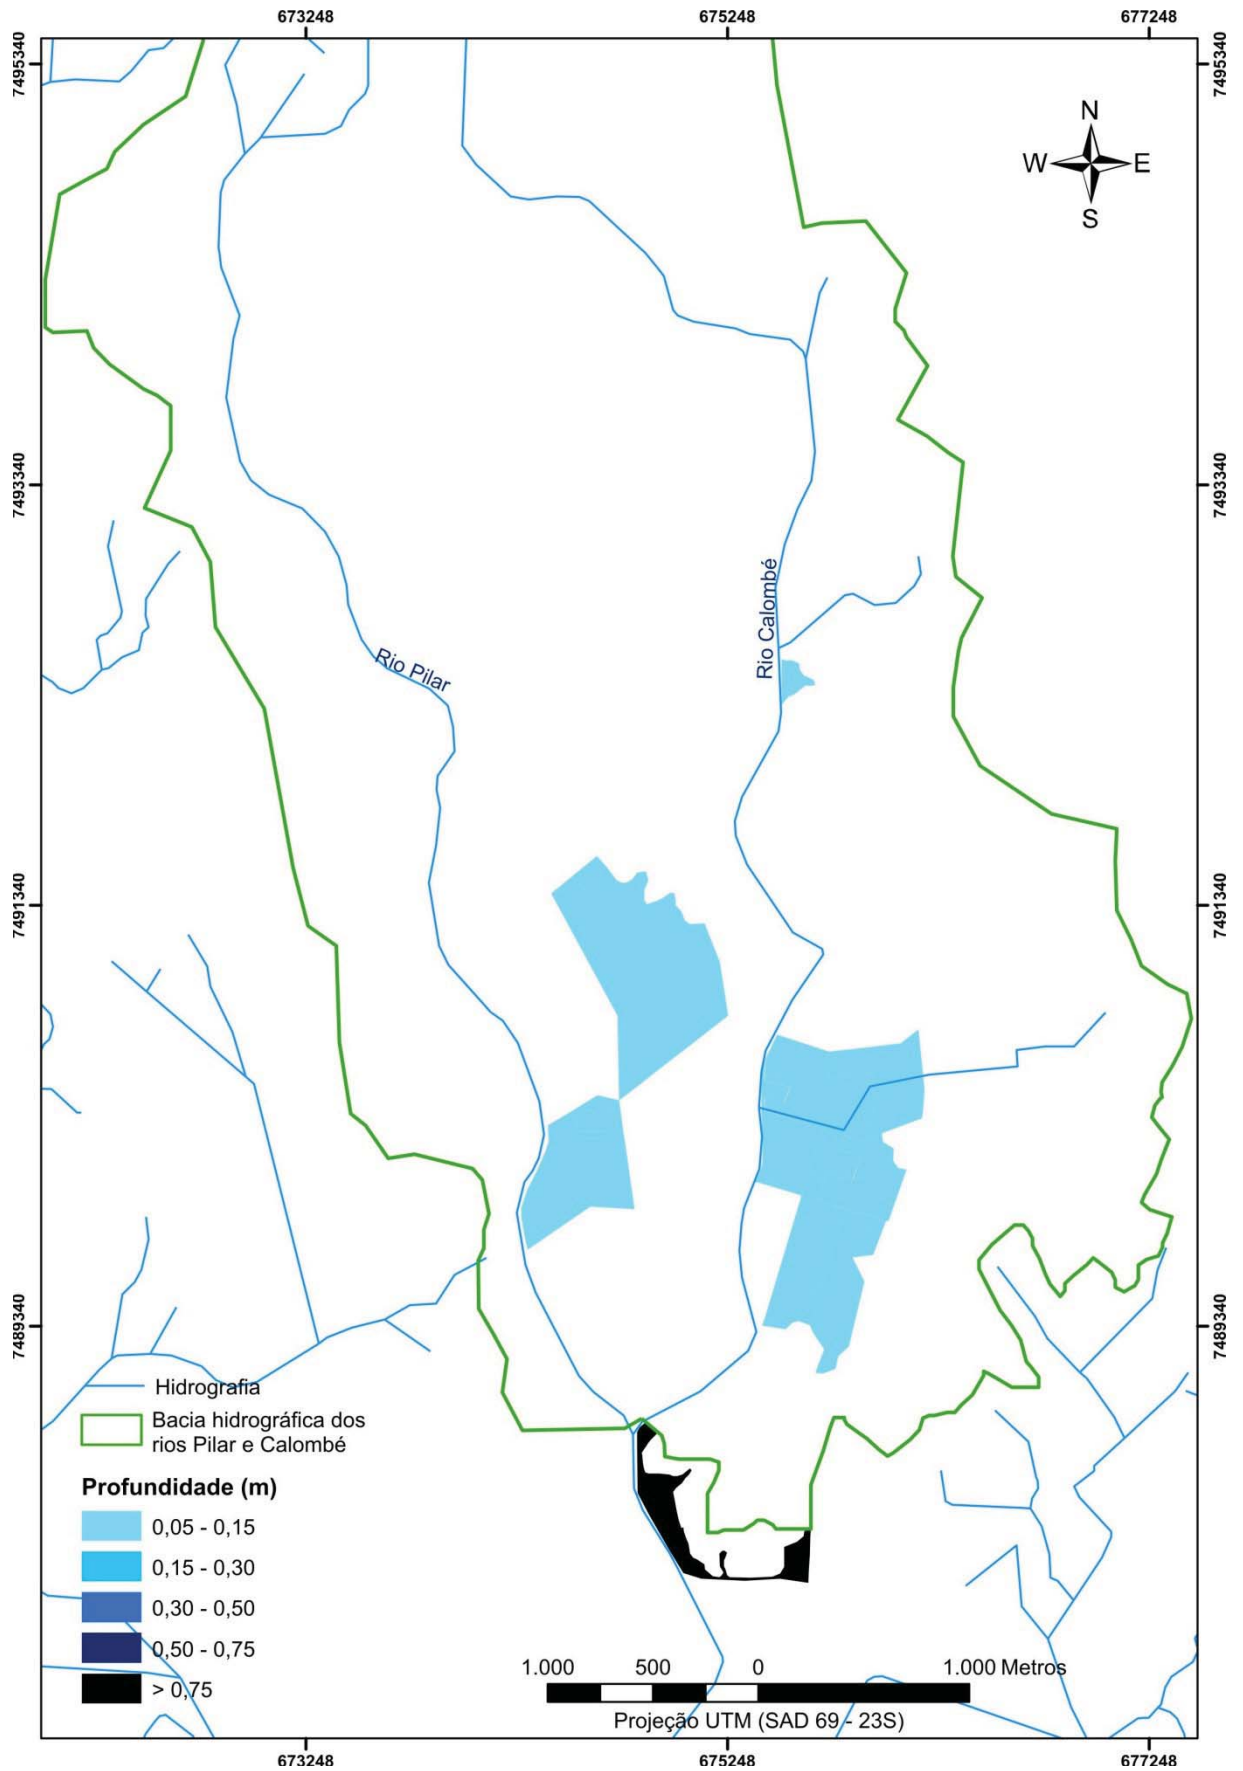 673248
675248
677248
7495340
7495340
N
W
E
S
7493340
7493340
Rio Calombé
Rio Pilar
7491340
7491340
7489340
7489340
Hidrografia
Bacia hidrográfica dos
rios Pilar e Calombé
Profundidade (m)
0,05 - 0,15
0,15 - 0,30
0,30 - 0,50
0,50 - 0,75
> 0,75
1.000 500 0 1.000 Metros
Projeção UTM (SAD 69 - 23S)
673248
675248
677248